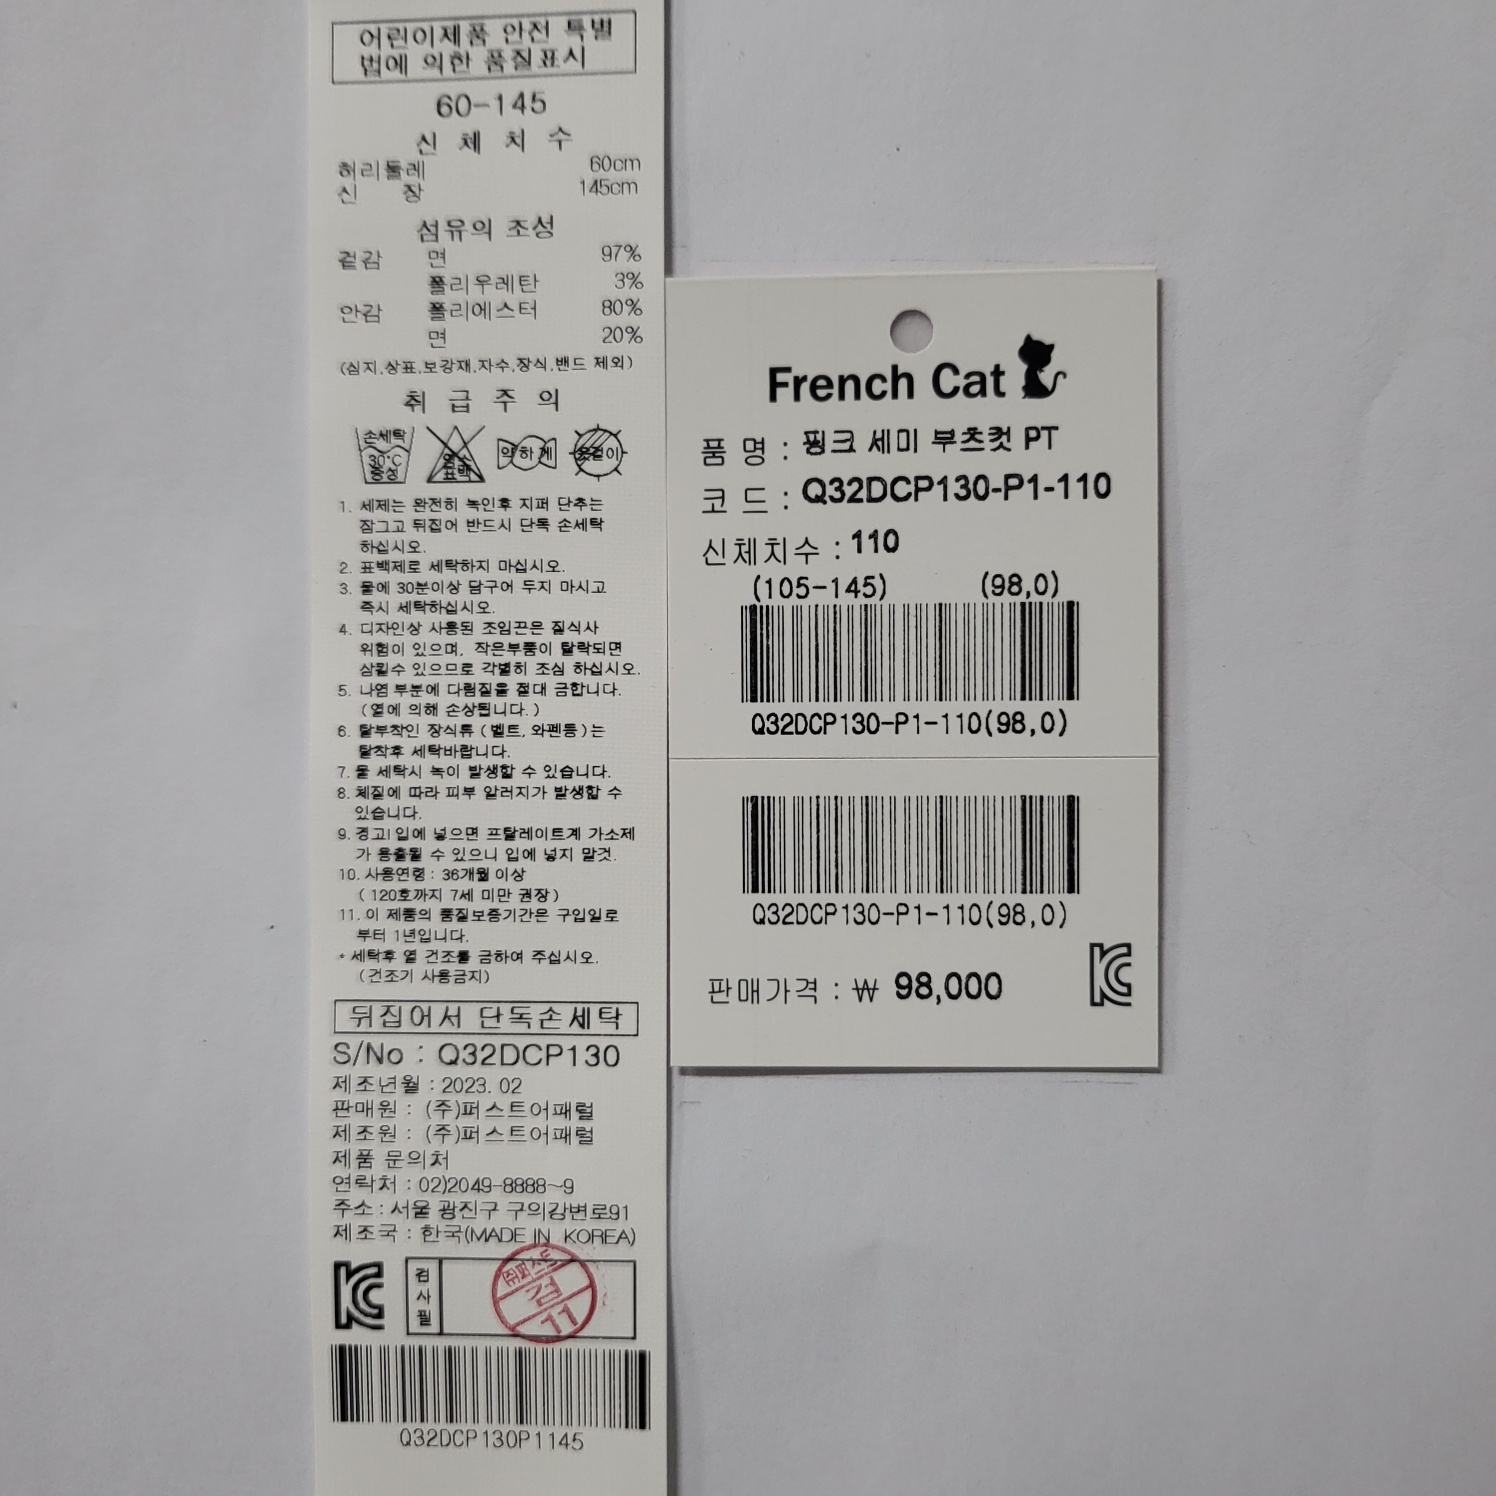 어린이제품 안전 특별
법에 의한 품질표시
60-145
신 체 치 수
허리둘레 60cm
신 장 145cm
섬유의 조성
겉감 면 97%
폴리우레탄 3%
안감 폴리에스터 80%
면 20%
(심지,상표,보강재,자수,장식,밴드 제외)
취 급 주 의
손세탁
30°C
중성
염소
표백
약하게
옷걸이
1. 세제는 완전히 녹인후 지퍼 단추는
잠그고 뒤집어 반드시 단독 손세탁
하십시오.
2. 표백제로 세탁하지 마십시오.
3. 물에 30분이상 담구어 두지 마시고
즉시 세탁하십시오.
4. 디자인상 사용된 조임끈은 질식사
위험이 있으며, 작은부품이 탈락되면
삼킬수 있으므로 각별히 조심 하십시오.
5. 나염 부분에 다림질을 절대 금합니다.
(열에 의해 손상됩니다.)
6. 탈부착인 장식류 (벨트, 와펜등)는
탈착후 세탁바랍니다.
7. 물 세탁시 녹이 발생할 수 있습니다.
8. 체질에 따라 피부 알러지가 발생할 수
있습니다.
9. 경고! 입에 넣으면 프탈레이트계 가소제
가 용출될 수 있으니 입에 넣지 말것.
10. 사용연령 : 36개월 이상
( 120호까지 7세 미만 권장 )
11. 이 제품의 품질보증기간은 구입일로
부터 1년입니다.
* 세탁후 열 건조를 금하여 주십시오.
(건조기 사용금지)
뒤집어서 단독손세탁
S/No : Q32DCP130
제조년월 : 2023. 02
판매원 : (주)퍼스트어패럴
제조원 : (주)퍼스트어패럴
제품 문의처
연락처 : 02)2049-8888~9
주소 : 서울 광진구 구의강변로91
제조국 : 한국(MADE IN KOREA)
KC
검사필
(주)퍼스트
검
11
Q32DCP130P1145
French Cat
품 명 : 핑크 세미 부츠컷 PT
코 드 : Q32DCP130-P1-110
신체치수 : 110
(105-145) (98,0)
Q32DCP130-P1-110(98,0)
Q32DCP130-P1-110(98,0)
판매가격 : ₩ 98,000
KC